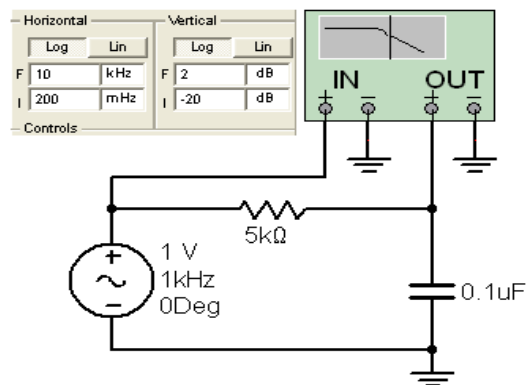 Horizontal
Log Lin
F 10 kHz
I 200 mHz
Controls
Vertical
Log Lin
F 2 dB
I -20 dB
IN OUT
+ − + −
5kΩ
+
−
1 V
1kHz
0Deg
0.1uF